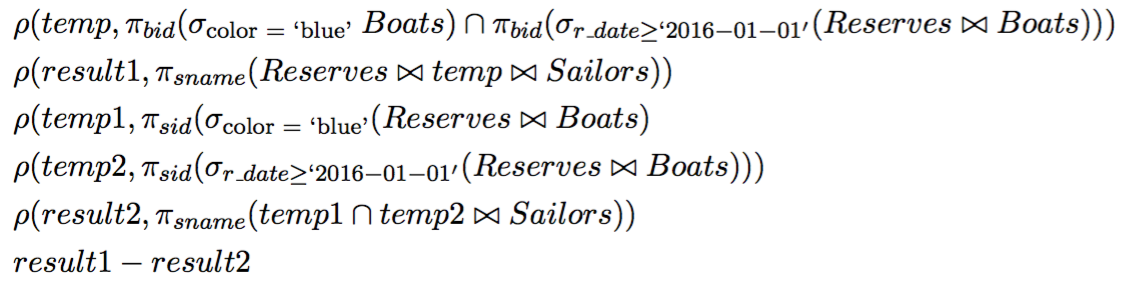 ρ(temp, π_bid(σ_color = ‘blue’ Boats) ∩ π_bid(σ_r_date≥‘2016−01−01′(Reserves ⋈ Boats)))
ρ(result1, π_sname(Reserves ⋈ temp ⋈ Sailors))
ρ(temp1, π_sid(σ_color = ‘blue’(Reserves ⋈ Boats)
ρ(temp2, π_sid(σ_r_date≥‘2016−01−01′(Reserves ⋈ Boats)))
ρ(result2, π_sname(temp1 ∩ temp2 ⋈ Sailors))
result1 − result2